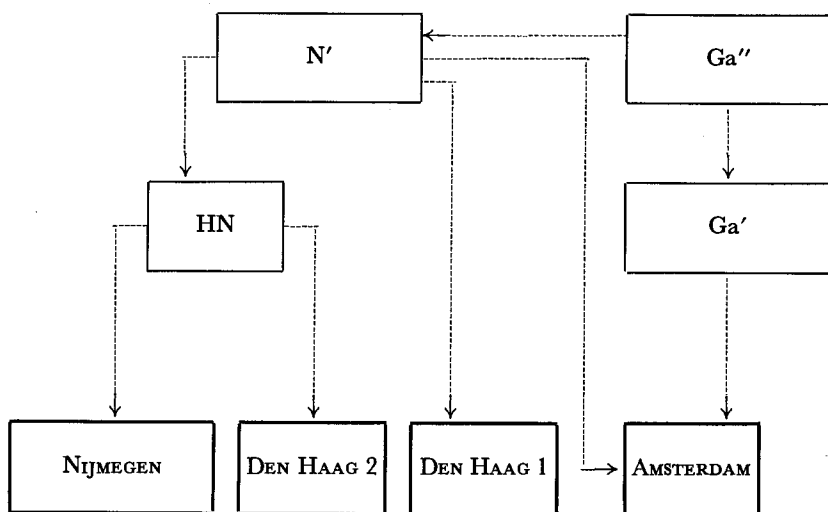 N′
Ga″
HN
Ga′
Nijmegen
Den Haag 2
Den Haag 1
Amsterdam